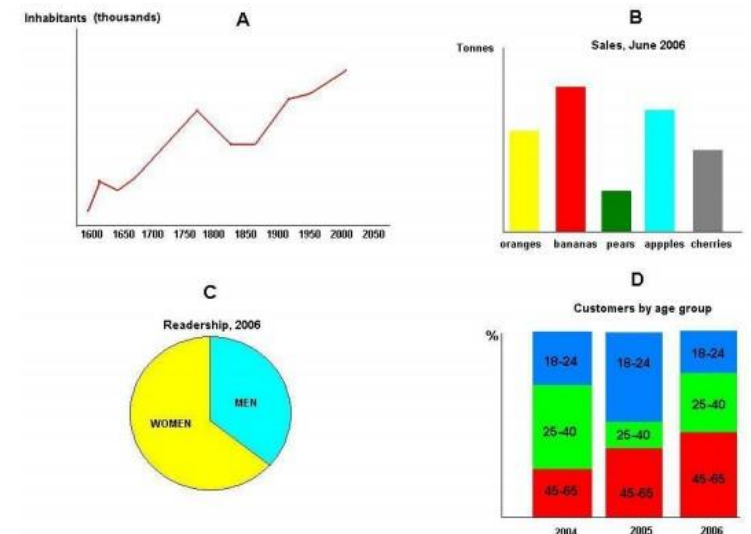 A
Inhabitants (thousands)
1600 1650 1700 1750 1800 1850 1900 1950 2000 2050
B
Sales, June 2006
Tonnes
oranges bananas pears appples cherries
C
Readership, 2006
WOMEN
MEN
D
Customers by age group
%
18-24 18-24 18-24
25-40 25-40 25-40
45-65 45-65 45-65
2004 2005 2006